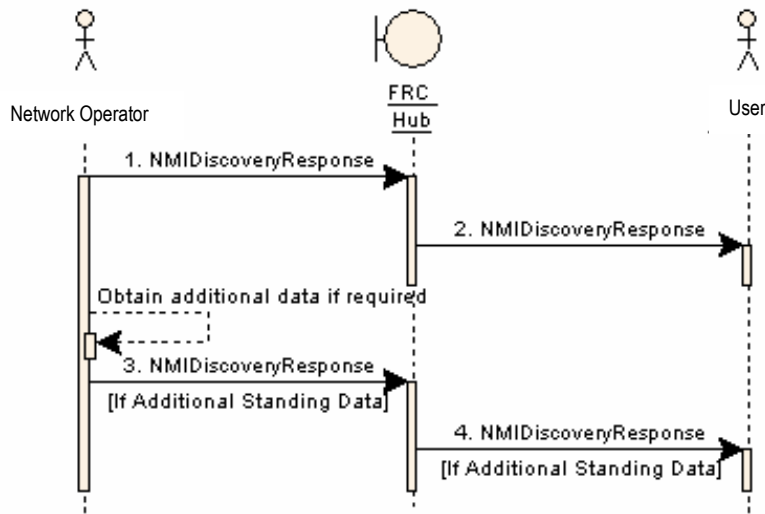 Network Operator
FRC
Hub
User
1. NMIDiscoveryResponse
2. NMIDiscoveryResponse
Obtain additional data if required
3. NMIDiscoveryResponse
[If Additional Standing Data]
4. NMIDiscoveryResponse
[If Additional Standing Data]